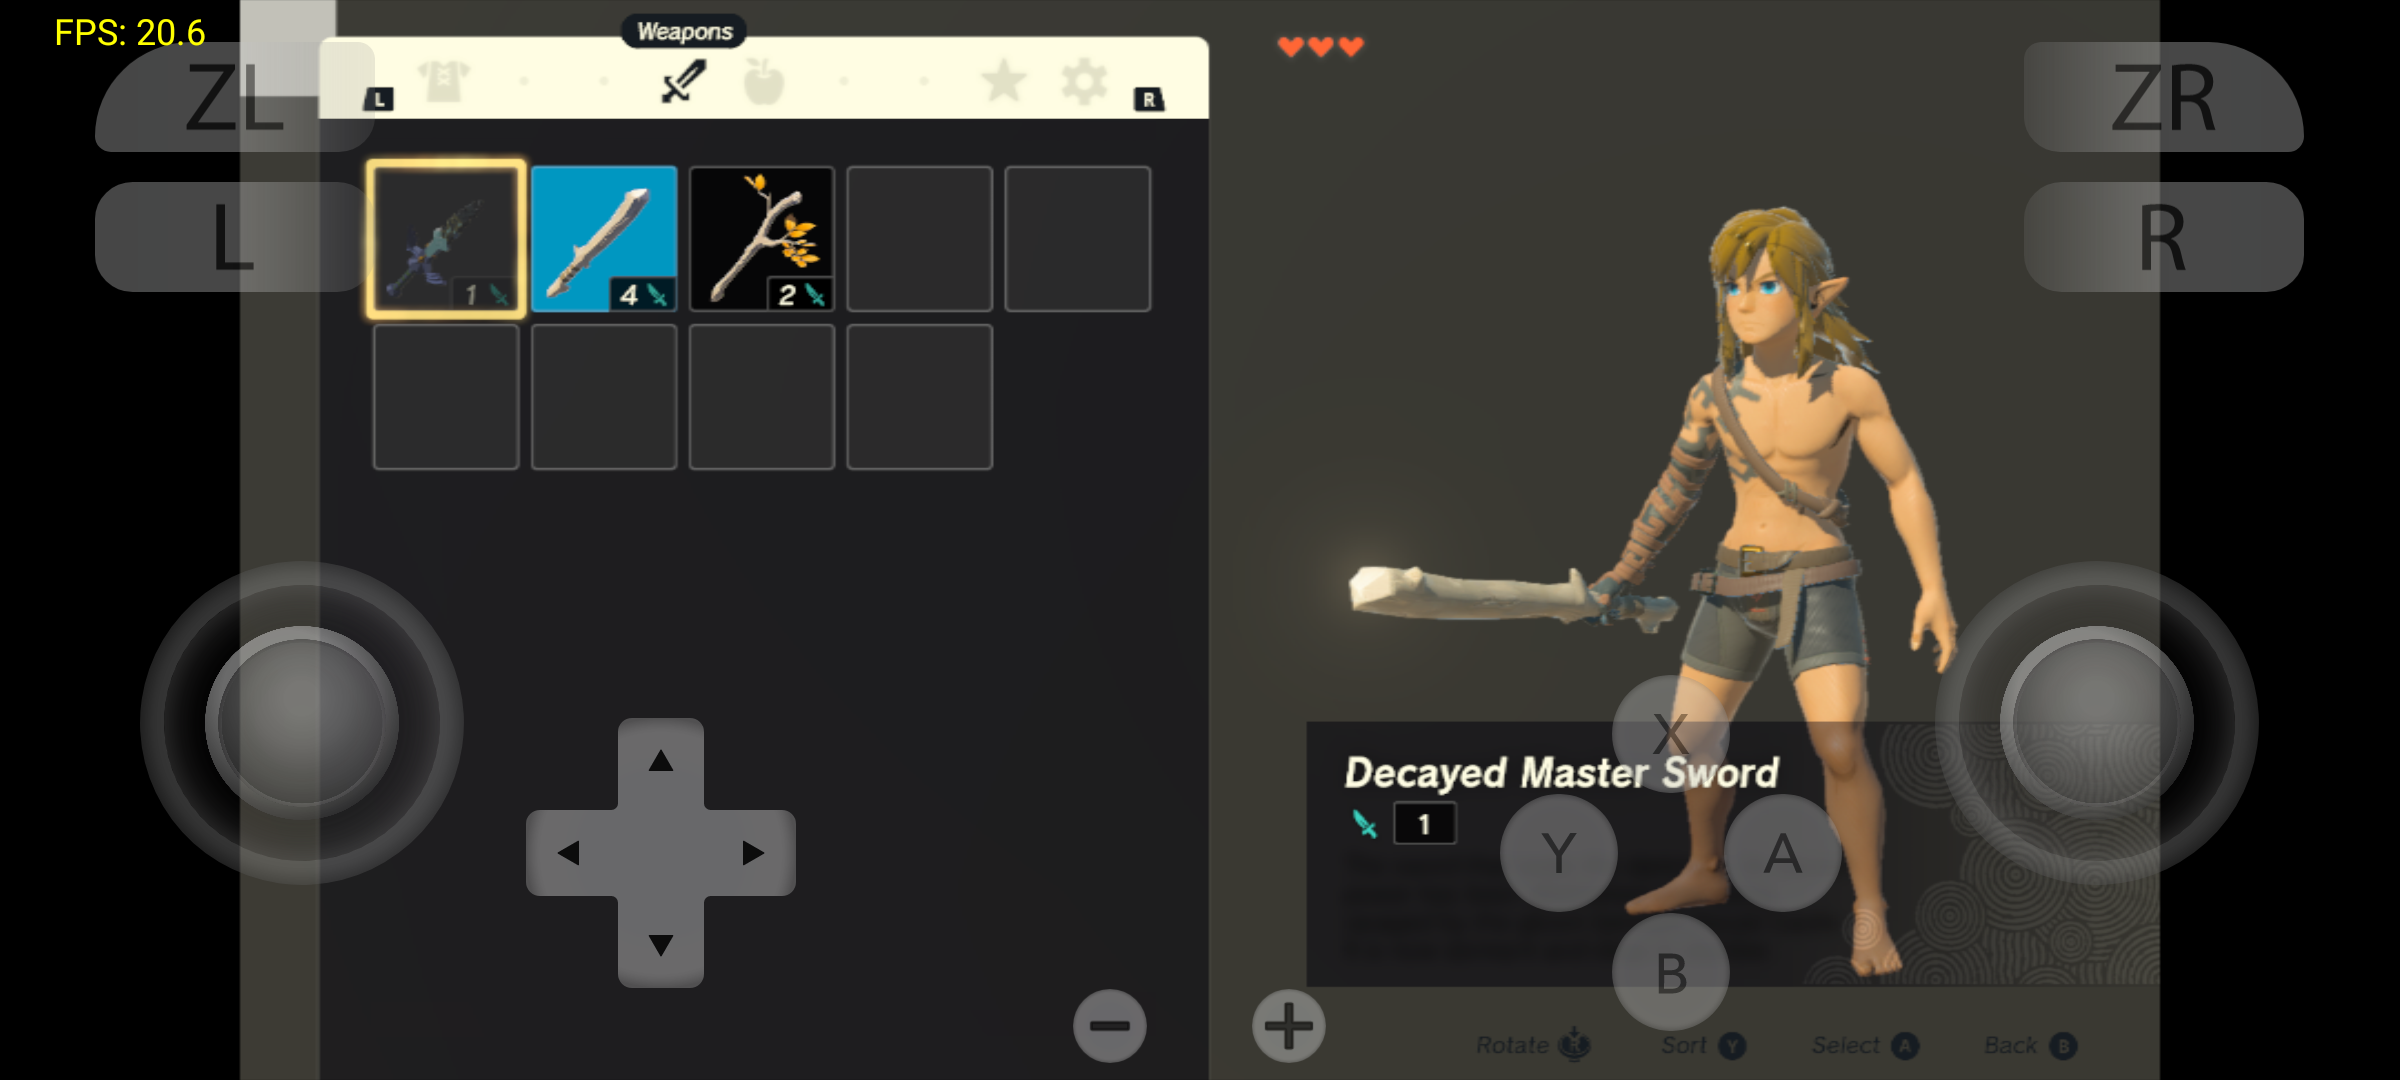 FPS: 20.6
Weapons
ZL
ZR
L
R
L
R
1
4
2
X
Decayed Master Sword
1
Y
A
B
Rotate R
Sort Y
Select A
Back B